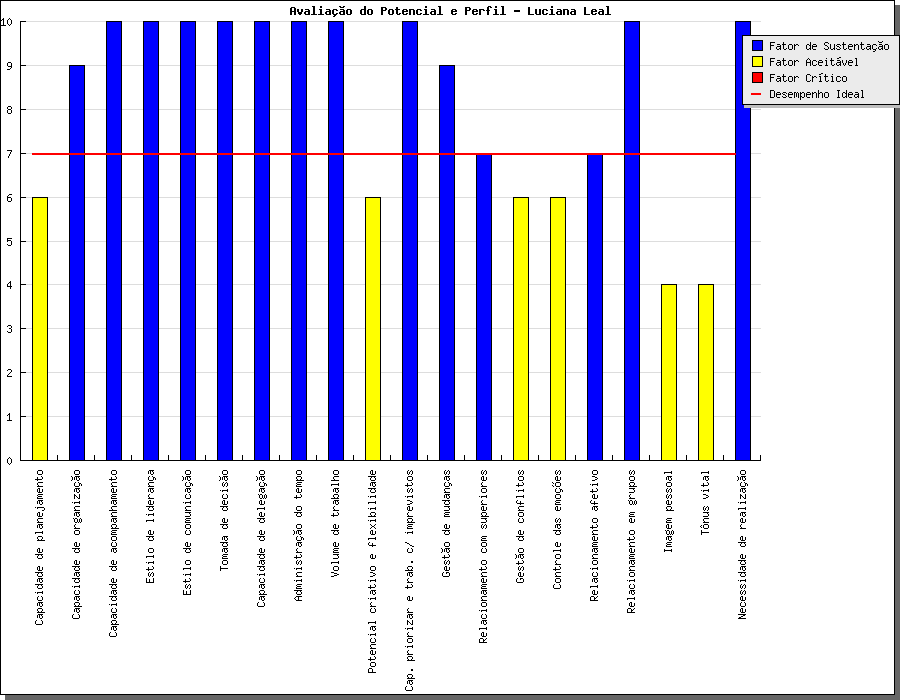 Avaliação do Potencial e Perfil - Luciana Leal
Fator de Sustentação
Fator Aceitável
Fator Crítico
Desempenho Ideal
10
9
8
7
6
5
4
3
2
1
0
Capacidade de planejamento
Capacidade de organização
Capacidade de acompanhamento
Estilo de liderança
Estilo de comunicação
Tomada de decisão
Capacidade de delegação
Administração do tempo
Volume de trabalho
Potencial criativo e flexibilidade
Cap. priorizar e trab. c/ imprevistos
Gestão de mudanças
Relacionamento com superiores
Gestão de conflitos
Controle das emoções
Relacionamento afetivo
Relacionamento em grupos
Imagem pessoal
Tônus vital
Necessidade de realização